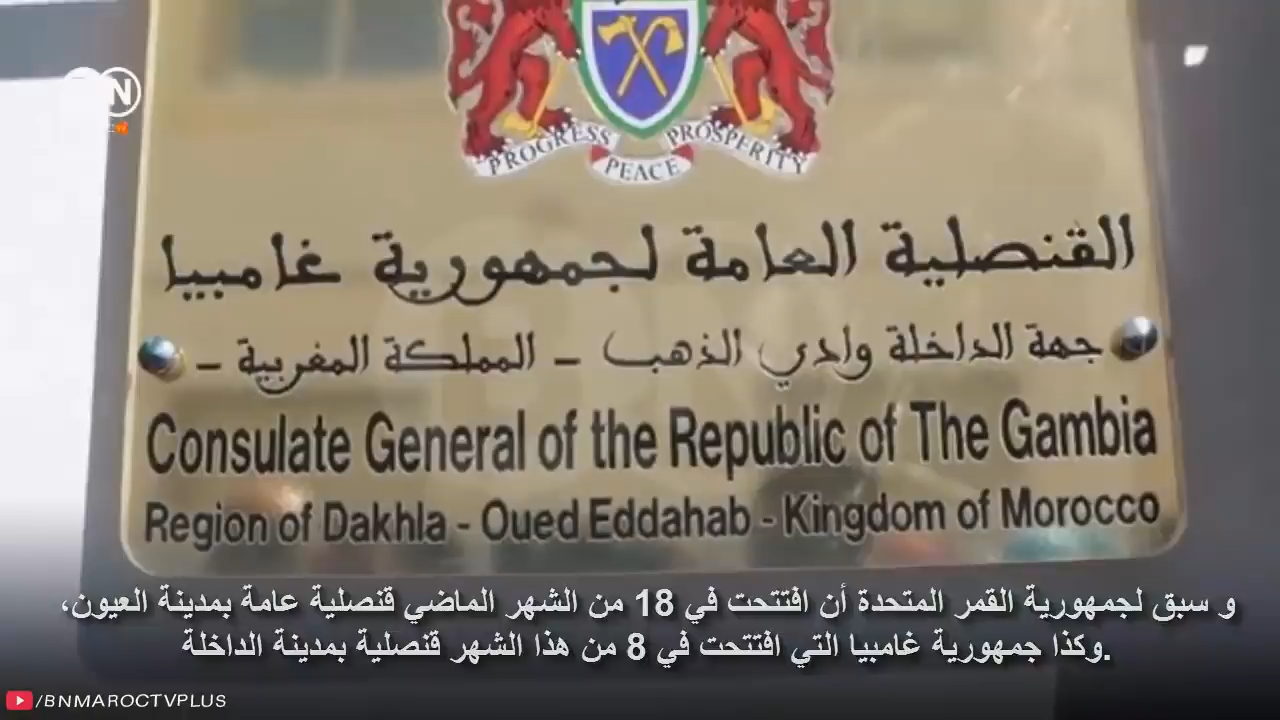 N
PROGRESS PEACE PROSPERITY
القنصلية العامة لجمهورية غامبيا
جهة الداخلة وادي الذهب - المملكة المغربية -
Consulate General of the Republic of The Gambia
Region of Dakhla - Oued Eddahab - Kingdom of Morocco
و سبق لجمهورية القمر المتحدة أن افتتحت في 18 من الشهر الماضي قنصلية عامة بمدينة العيون،
وكذا جمهورية غامبيا التي افتتحت في 8 من هذا الشهر قنصلية بمدينة الداخلة.
/BNMAROCTVPLUS